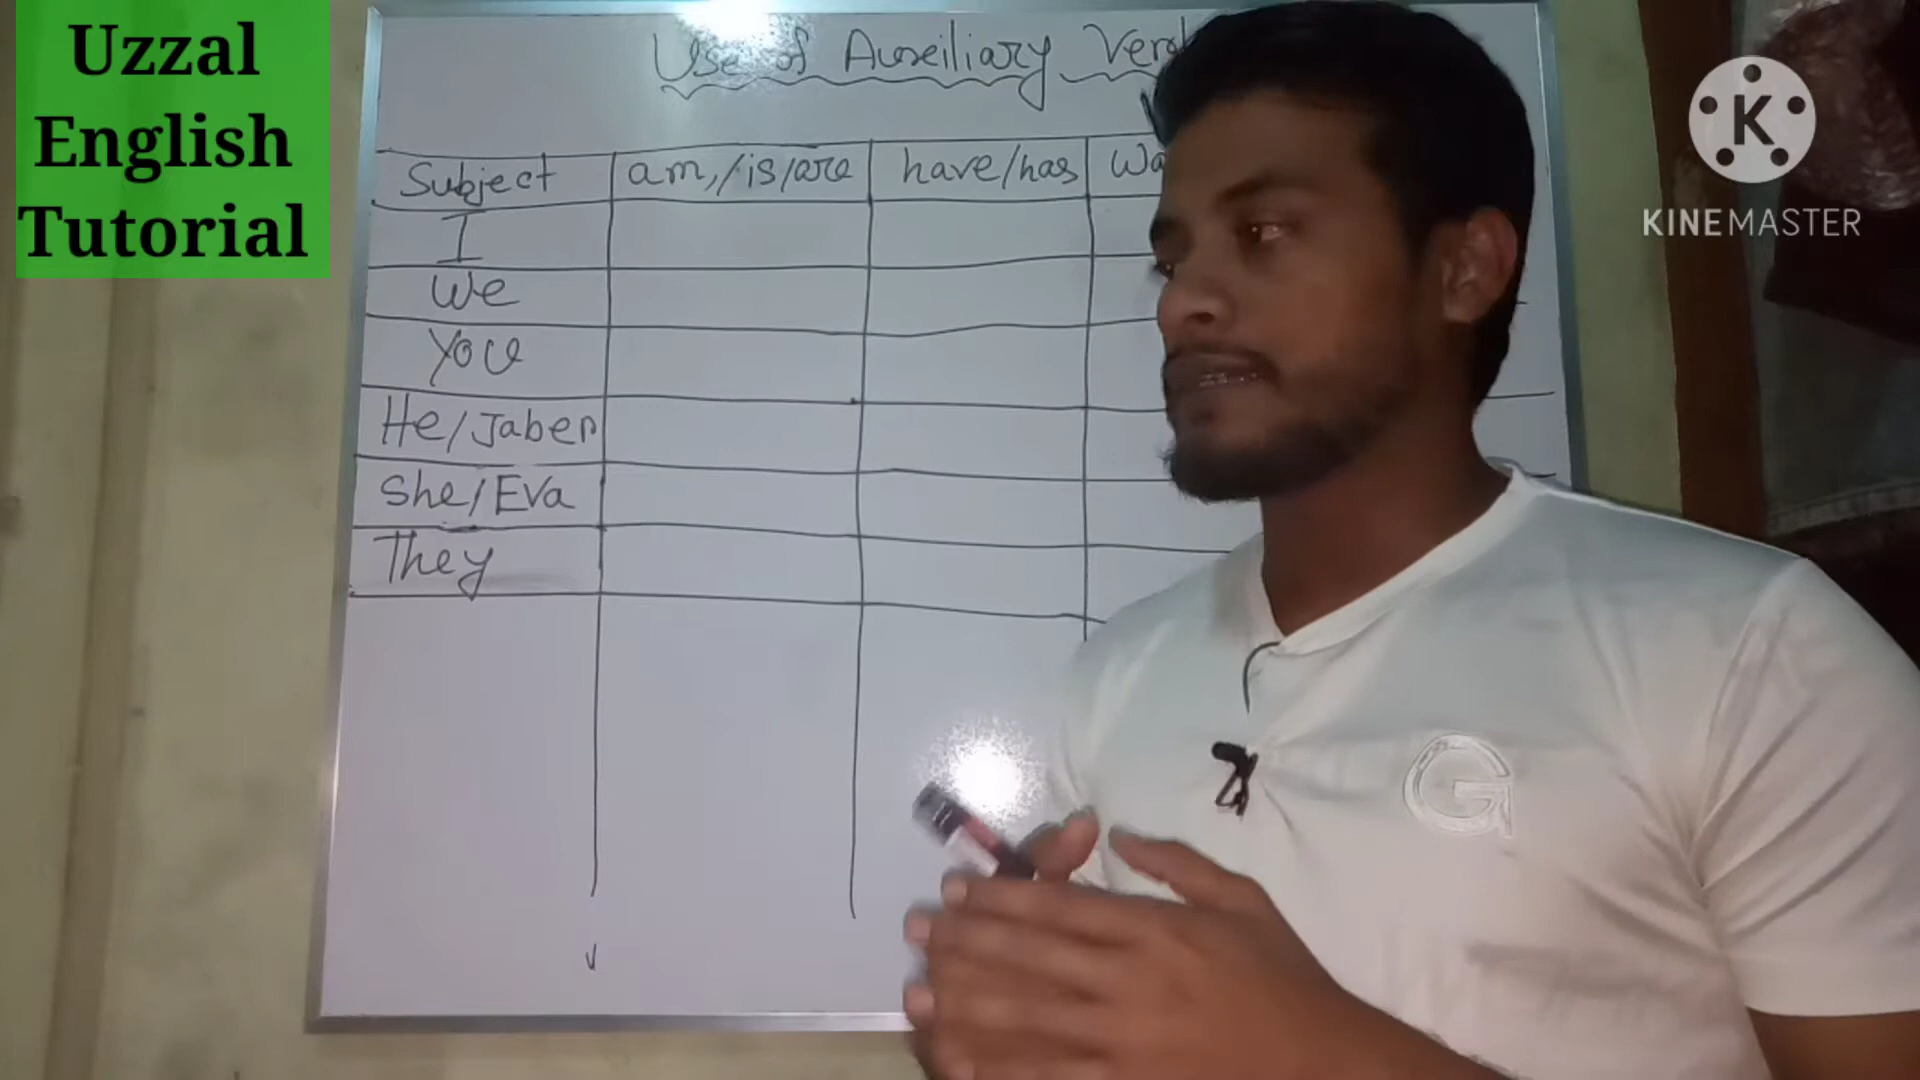 Uzzal
English
Tutorial
K
KINEMASTER
Use of Auxiliary Verb
Subject am, / is / are have / has
I
We
You
He / Jaber
She / Eva
They
G